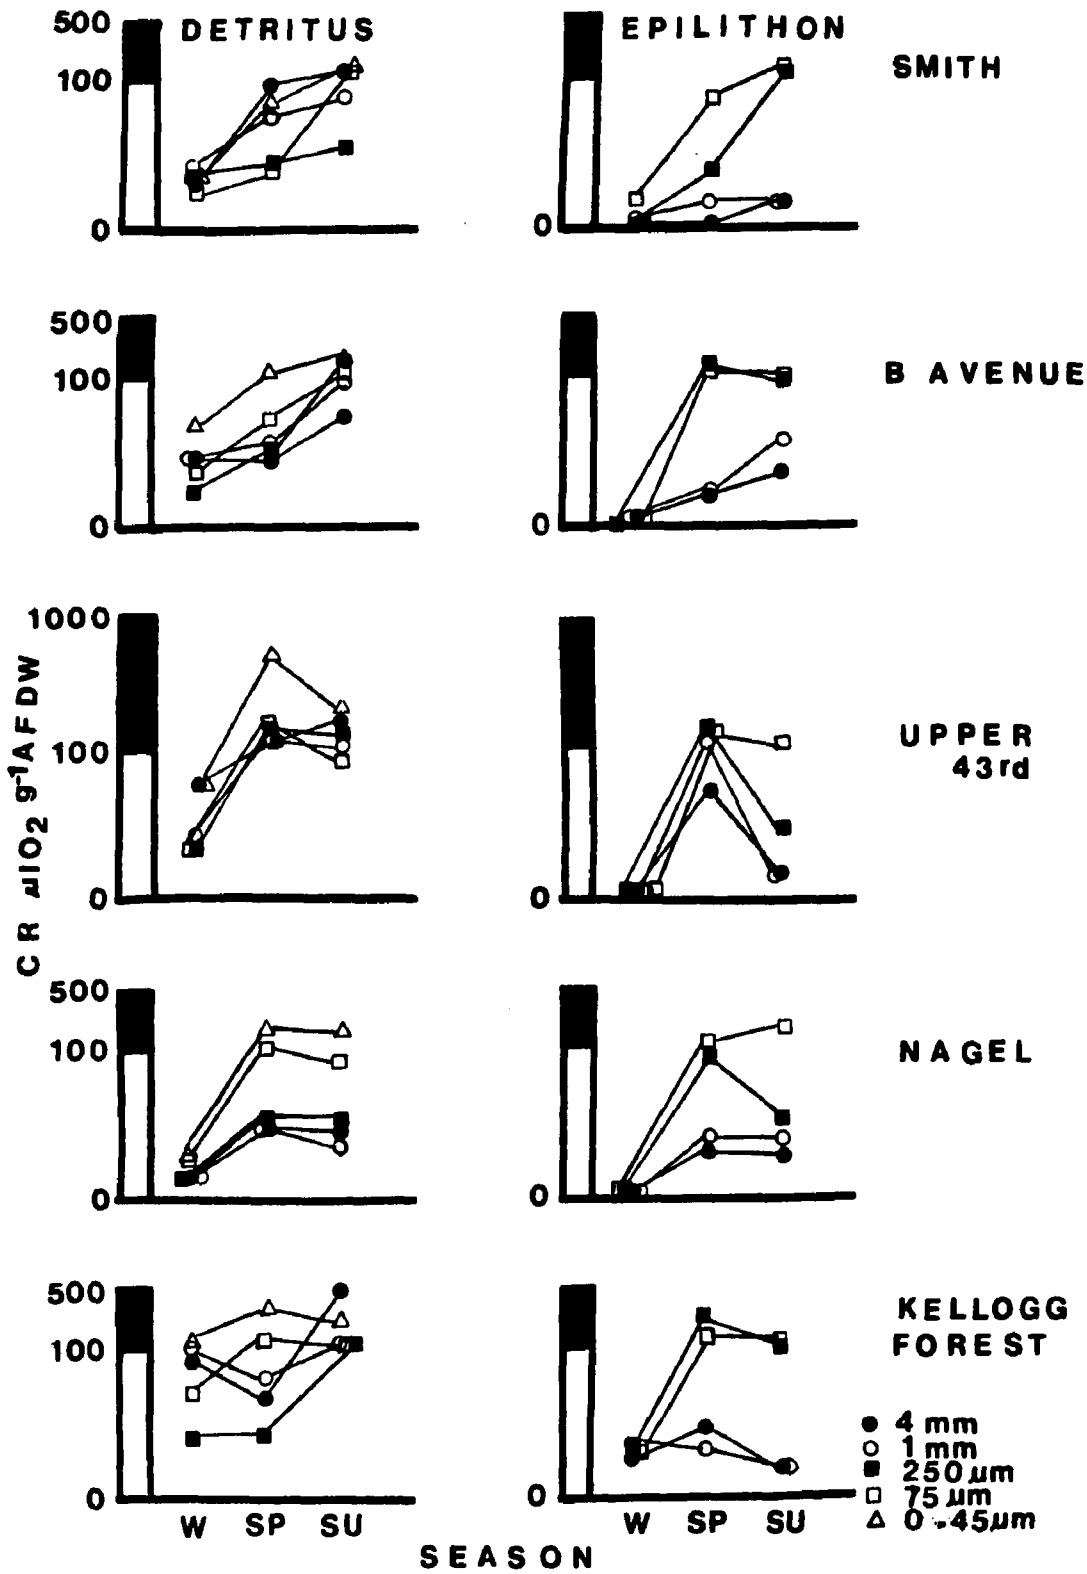 DETRITUS EPILITHON
500
100
0
0
SMITH
500
100
0
0
B AVENUE
1000
100
0
0
UPPER
43rd
500
100
0
0
NAGEL
500
100
0
0
KELLOGG
FOREST
CR µlO2 g-1AFDW
4 mm
1 mm
250 µm
75 µm
0-45µm
W SP SU W SP SU
SEASON